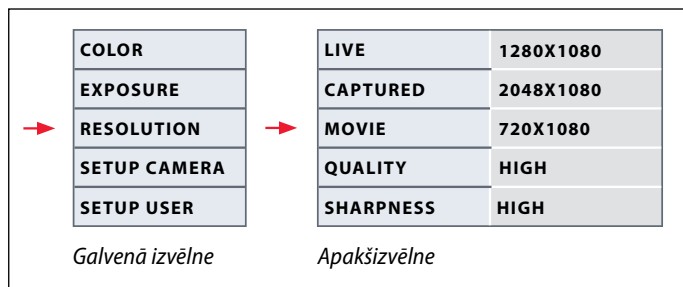 COLOR
EXPOSURE
RESOLUTION
SETUP CAMERA
SETUP USER
Galvenā izvēlne
LIVE 1280X1080
CAPTURED 2048X1080
MOVIE 720X1080
QUALITY HIGH
SHARPNESS HIGH
Apakšizvēlne